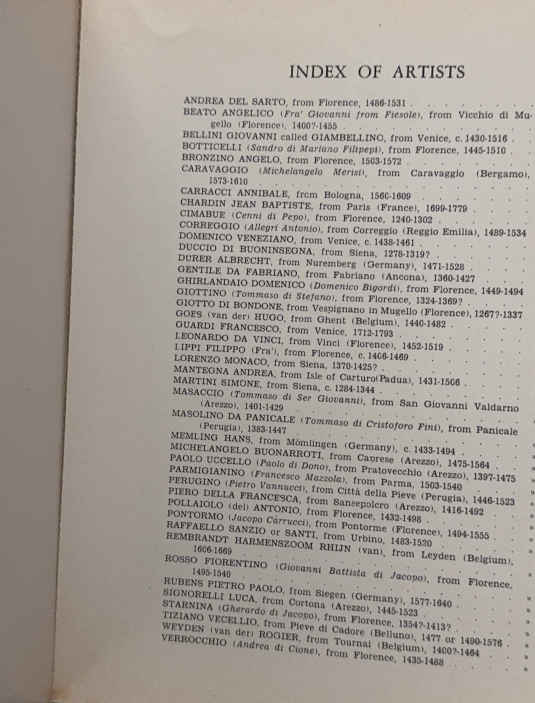 INDEX OF ARTISTS
ANDREA DEL SARTO, from Florence, 1486-1531
BEATO ANGELICO (Fra' Giovanni from Fiesole), from Vicchio di Mu-
gello (Florence), 1400?-1455
BELLINI GIOVANNI called GIAMBELLINO, from Venice, c. 1430-1516
BOTTICELLI (Sandro di Mariano Filipepi), from Florence, 1445-1510
BRONZINO ANGELO, from Florence, 1503-1572
CARAVAGGIO (Michelangelo Merisi), from Caravaggio (Bergamo),
1573-1610
CARRACCI ANNIBALE, from Bologna, 1560-1609
CHARDIN JEAN BAPTISTE, from Paris (France), 1699-1779
CIMABUE (Cenni di Pepo), from Florence, 1240-1302
CORREGGIO (Allegri Antonio), from Correggio (Reggio Emilia), 1489-1534
DOMENICO VENEZIANO, from Venice, c. 1438-1461
DUCCIO DI BUONINSEGNA, from Siena, 1278-1319?
DURER ALBRECHT, from Nuremberg (Germany), 1471-1528
GENTILE DA FABRIANO, from Fabriano (Ancona), 1360-1427
GHIRLANDAIO DOMENICO (Domenico Bigordi), from Florence, 1449-1494
GIOTTINO (Tommaso di Stefano), from Florence, 1324-1369?
GIOTTO DI BONDONE, from Vespignano in Mugello (Florence), 1267?-1337
GOES (van der) HUGO, from Ghent (Belgium), 1440-1482
GUARDI FRANCESCO, from Venice, 1712-1793
LEONARDO DA VINCI, from Vinci (Florence), 1452-1519
LIPPI FILIPPO (Fra'), from Florence, c. 1406-1469
LORENZO MONACO, from Siena, 1370-1425?
MANTEGNA ANDREA, from Isle of Carturo(Padua), 1431-1506
MARTINI SIMONE, from Siena, c. 1284-1344
MASACCIO (Tommaso di Ser Giovanni), from San Giovanni Valdarno
(Arezzo), 1401-1429
MASOLINO DA PANICALE (Tommaso di Cristoforo Fini), from Panicale
(Perugia), 1383-1447
MEMLING HANS, from Mömlingen (Germany), c. 1433-1494
MICHELANGELO BUONARROTI, from Caprese (Arezzo), 1475-1564
PAOLO UCCELLO (Paolo di Dono), from Pratovecchio (Arezzo), 1397-1475
PARMIGIANINO (Francesco Mazzola), from Parma, 1503-1540
PERUGINO (Pietro Vannucci), from Città della Pieve (Perugia), 1446-1523
PIERO DELLA FRANCESCA, from Sansepolcro (Arezzo), 1416-1492
POLLAIOLO (del) ANTONIO, from Florence, 1432-1498
PONTORMO (Jacopo Carrucci), from Pontorme (Florence), 1494-1555
RAFFAELLO SANZIO or SANTI, from Urbino, 1483-1520
REMBRANDT HARMENSZOOM RHIJN (van), from Leyden (Belgium),
1606-1669
ROSSO FIORENTINO (Giovanni Battista di Jacopo), from Florence,
1495-1540
RUBENS PIETRO PAOLO, from Siegen (Germany), 1577-1640
SIGNORELLI LUCA, from Cortona (Arezzo), 1445-1523
STARNINA (Gherardo di Jacopo), from Florence, 1354?-1413?
TIZIANO VECELLIO, from Pieve di Cadore (Belluno), 1477 or 1490-1576
WEYDEN (van der) ROGIER, from Tournai (Belgium), 1400?-1464
VERROCCHIO (Andrea di Cione), from Florence, 1435-1488